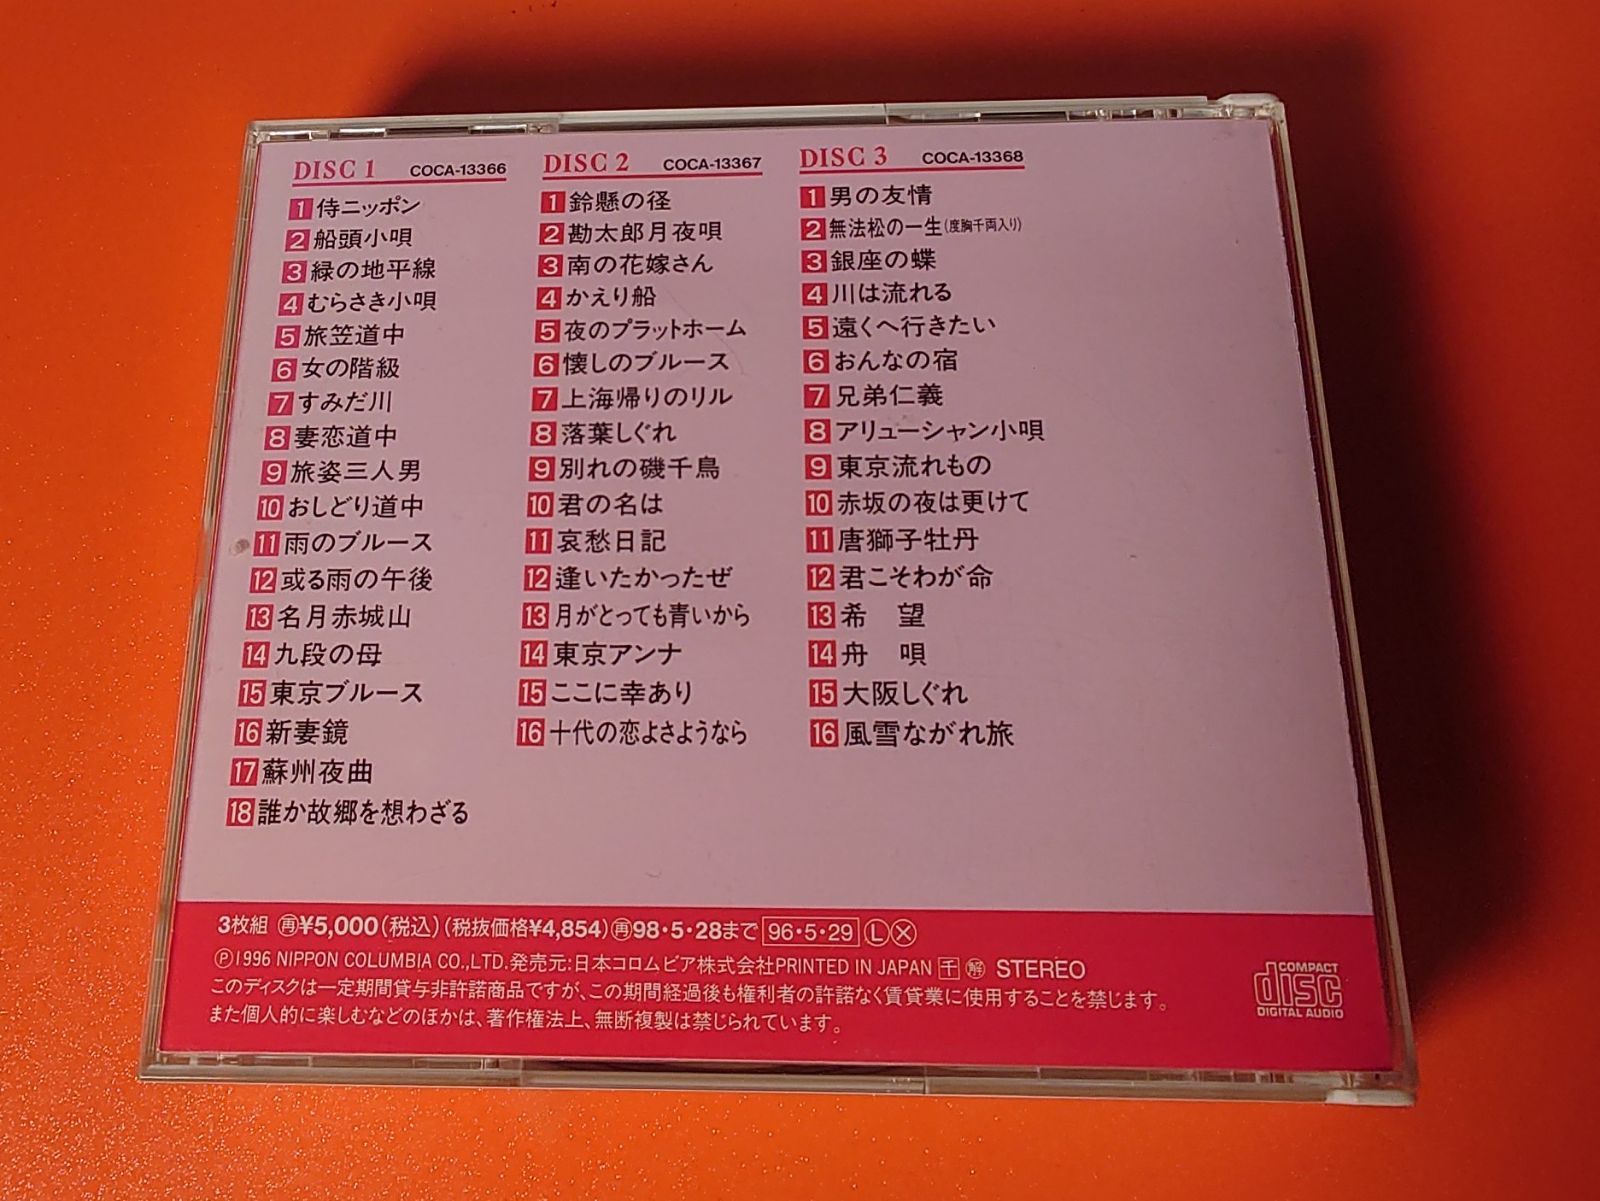 DISC 1 COCA-13366
1 侍ニッポン
2 船頭小唄
3 緑の地平線
4 むらさき小唄
5 旅笠道中
6 女の階級
7 すみだ川
8 妻恋道中
9 旅姿三人男
10 おしどり道中
11 雨のブルース
12 或る雨の午後
13 名月赤城山
14 九段の母
15 東京ブルース
16 新妻鏡
17 蘇州夜曲
18 誰か故郷を想わざる
DISC 2 COCA-13367
1 鈴懸の径
2 勘太郎月夜唄
3 南の花嫁さん
4 かえり船
5 夜のプラットホーム
6 懐しのブルース
7 上海帰りのリル
8 落葉しぐれ
9 別れの磯千鳥
10 君の名は
11 哀愁日記
12 逢いたかったぜ
13 月がとっても青いから
14 東京アンナ
15 ここに幸あり
16 十代の恋よさようなら
DISC 3 COCA-13368
1 男の友情
2 無法松の一生(度胸千両入り)
3 銀座の蝶
4 川は流れる
5 遠くへ行きたい
6 おんなの宿
7 兄弟仁義
8 アリューシャン小唄
9 東京流れもの
10 赤坂の夜は更けて
11 唐獅子牡丹
12 君こそわが命
13 希　望
14 舟　唄
15 大阪しぐれ
16 風雪ながれ旅
3枚組 ㊢¥5,000(税込)(税抜価格¥4,854)㊢98・5・28まで 96・5・29 Ⓛ Ⓧ
Ⓟ1996 NIPPON COLUMBIA CO.,LTD.発売元:日本コロムビア株式会社PRINTED IN JAPAN 千 解 STEREO
このディスクは一定期間貸与非許諾商品ですが、この期間経過後も権利者の許諾なく賃貸業に使用することを禁じます。
また個人的に楽しむなどのほかは、著作権法上、無断複製は禁じられています。
COMPACT
disc
DIGITAL AUDIO